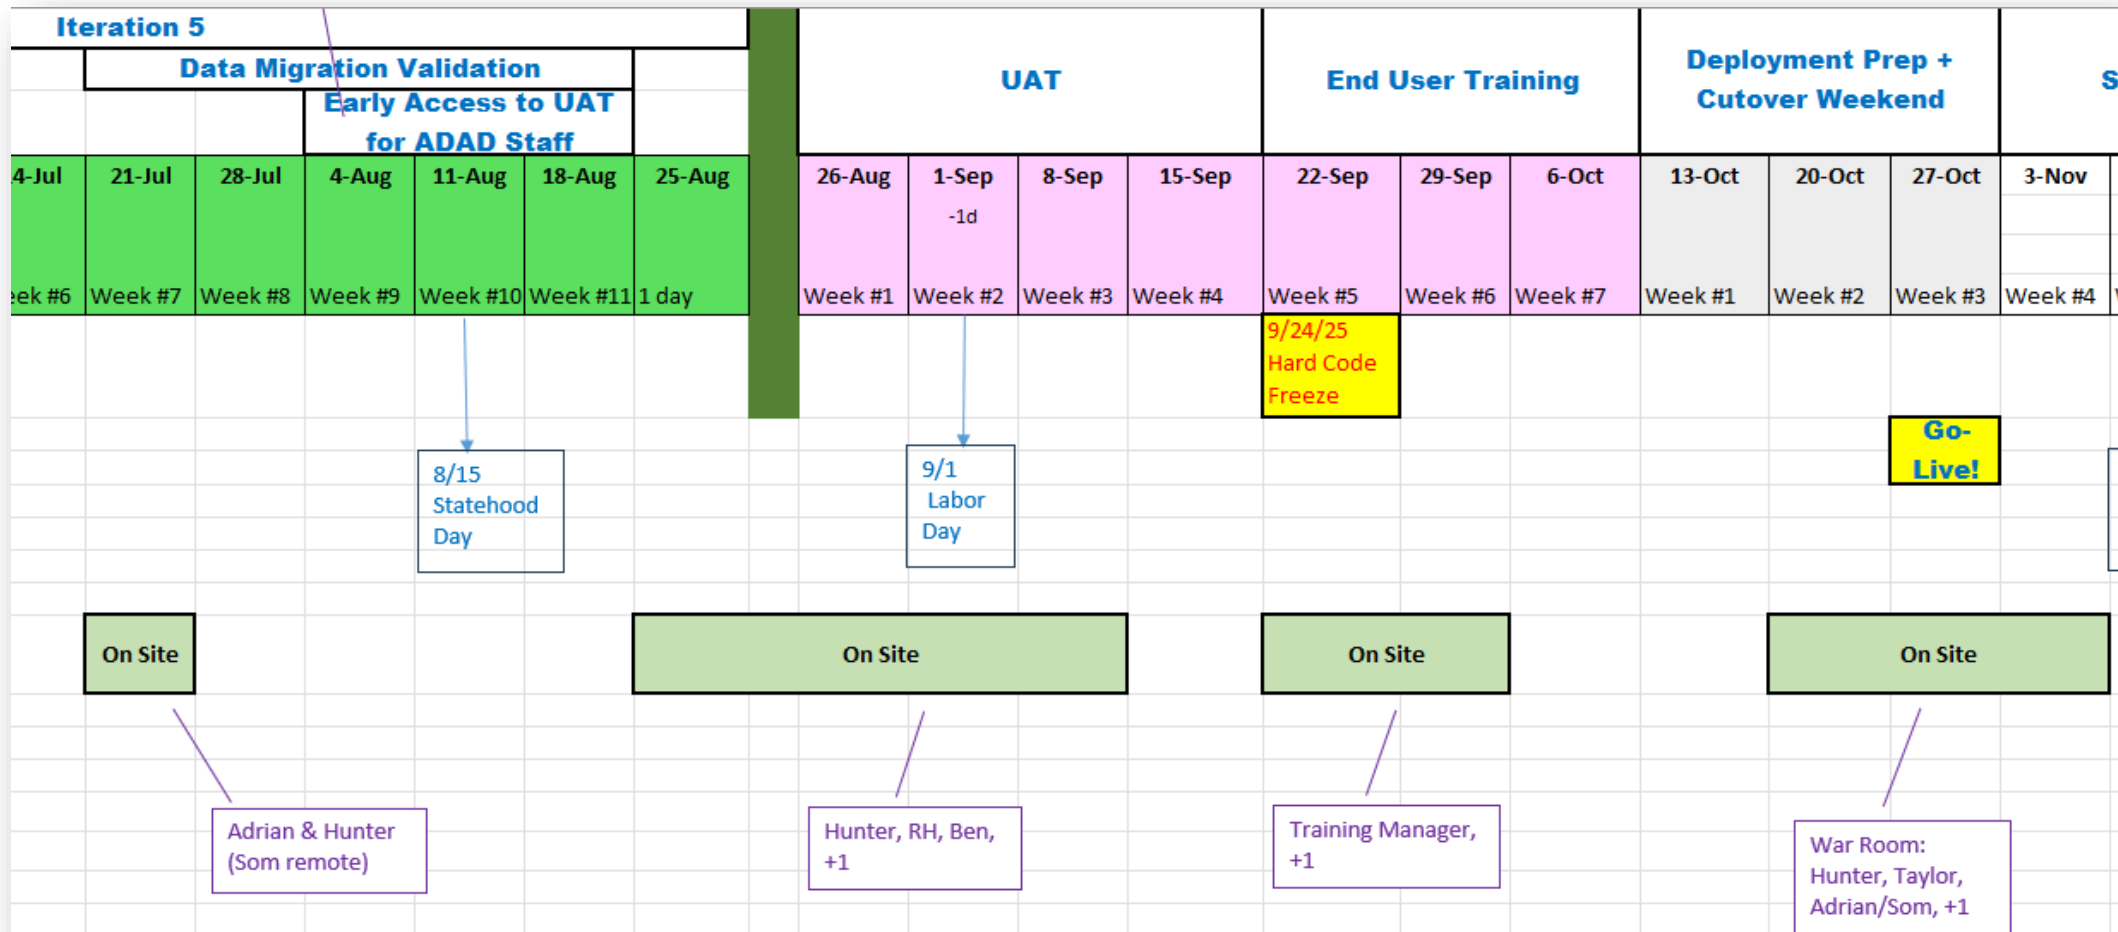 Iteration 5
Data Migration Validation
Early Access to UAT
for ADAD Staff
UAT
End User Training
Deployment Prep +
Cutover Weekend
S
4-Jul
21-Jul
28-Jul
4-Aug
11-Aug
18-Aug
25-Aug
26-Aug
1-Sep
8-Sep
15-Sep
22-Sep
29-Sep
6-Oct
13-Oct
20-Oct
27-Oct
3-Nov
-1d
eek #6
Week #7
Week #8
Week #9
Week #10
Week #11
1 day
Week #1
Week #2
Week #3
Week #4
Week #5
Week #6
Week #7
Week #1
Week #2
Week #3
Week #4
9/24/25
Hard Code
Freeze
Go-
Live!
8/15
Statehood
Day
9/1
Labor
Day
On Site
On Site
On Site
On Site
Adrian & Hunter
(Som remote)
Hunter, RH, Ben,
+1
Training Manager,
+1
War Room:
Hunter, Taylor,
Adrian/Som, +1